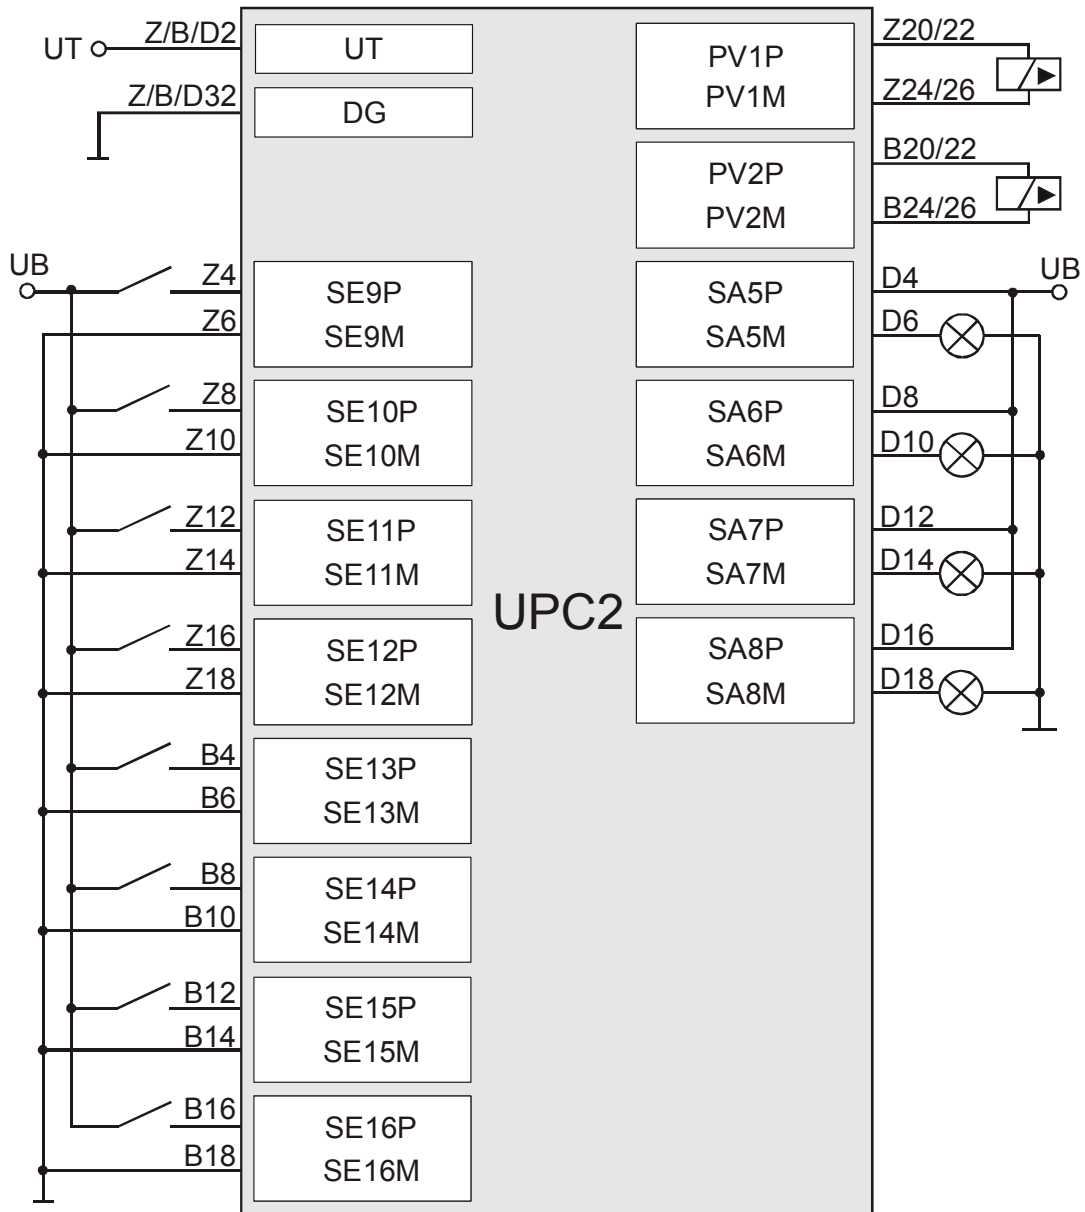 UT
Z/B/D2
UT
Z/B/D32
DG
PV1P
PV1M
Z20/22
Z24/26
PV2P
PV2M
B20/22
B24/26
UB
Z4
SE9P
Z6
SE9M
Z8
SE10P
Z10
SE10M
Z12
SE11P
Z14
SE11M
Z16
SE12P
Z18
SE12M
B4
SE13P
B6
SE13M
B8
SE14P
B10
SE14M
B12
SE15P
B14
SE15M
B16
SE16P
B18
SE16M
UPC2
SA5P
D4
UB
SA5M
D6
SA6P
D8
SA6M
D10
SA7P
D12
SA7M
D14
SA8P
D16
SA8M
D18